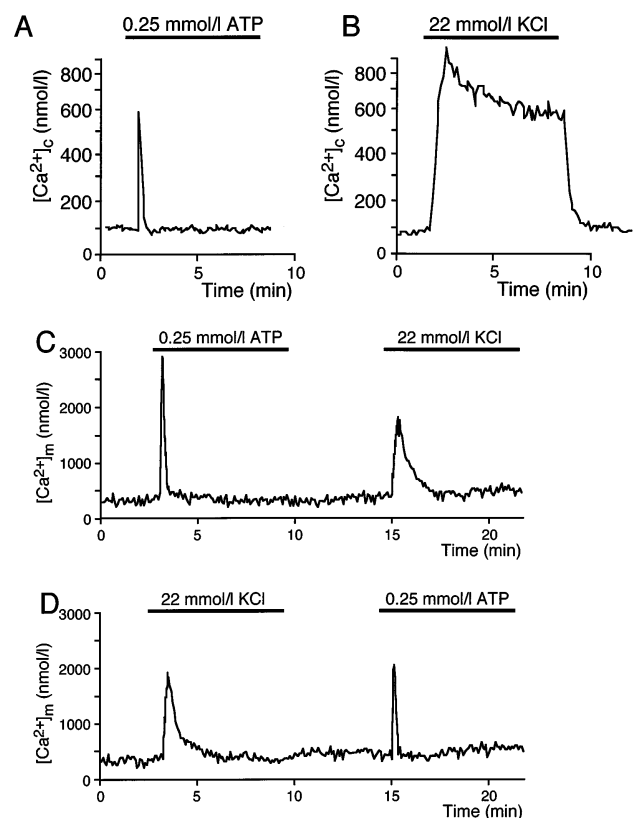 A
0.25 mmol/l ATP
[Ca2+]c (nmol/l)
800
600
400
200
0
0 5 10
Time (min)
B
22 mmol/l KCl
[Ca2+]c (nmol/l)
800
600
400
200
0
0 5 10
Time (min)
C
0.25 mmol/l ATP 22 mmol/l KCl
[Ca2+]m (nmol/l)
3000
2000
1000
0
0 5 10 15 20
Time (min)
D
22 mmol/l KCl 0.25 mmol/l ATP
[Ca2+]m (nmol/l)
3000
2000
1000
0
0 5 10 15 20
Time (min)